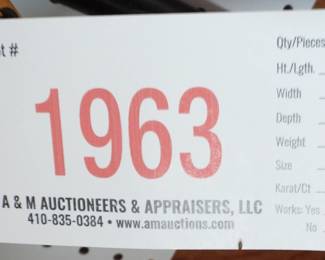 t #
1963
A & M AUCTIONEERS & APPRAISERS, LLC
410-835-0384 • www.amauctions.com
Qty/Pieces
Ht./Lgth.
Width
Depth
Weight
Size
Karat/Ct
Works: Yes
No